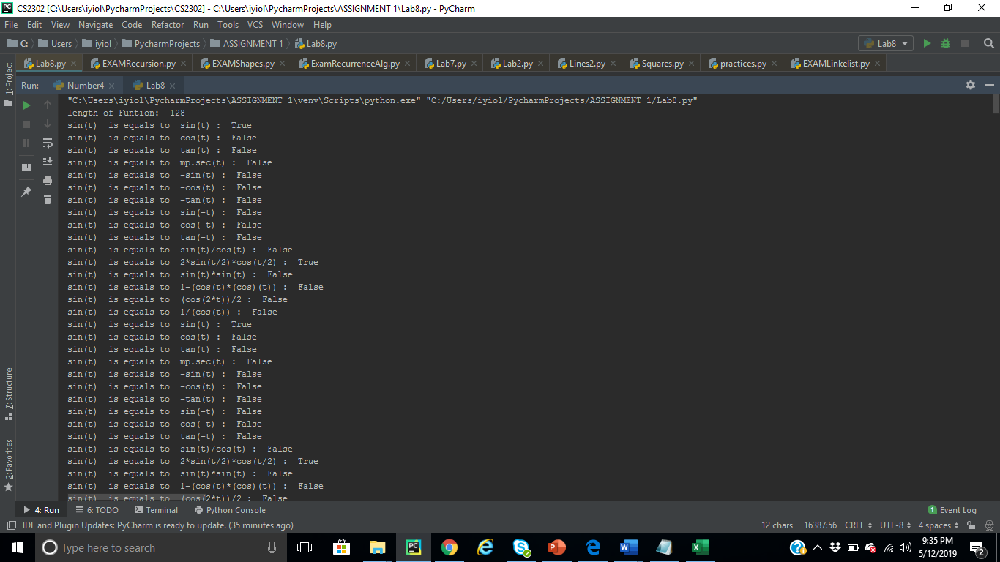 CS2302 [C:\Users\iyiol\PycharmProjects\CS2302] - C:\Users\iyiol\PycharmProjects\ASSIGNMENT 1\Lab8.py - PyCharm
File Edit View Navigate Code Refactor Run Tools VCS Window Help
C: Users iyiol PycharmProjects ASSIGNMENT 1 Lab8.py Lab8
Lab8.py EXAMRecursion.py EXAMShapes.py ExamRecurrenceAlg.py Lab7.py Lab2.py Lines2.py Squares.py practices.py EXAMLinkelist.py
1: Project
Run: Number4 Lab8
"C:\Users\iyiol\PycharmProjects\ASSIGNMENT 1\venv\Scripts\python.exe" "C:/Users/iyiol/PycharmProjects/ASSIGNMENT 1/Lab8.py"
length of Funtion:  128
sin(t)  is equals to  sin(t) :  True
sin(t)  is equals to  cos(t) :  False
sin(t)  is equals to  tan(t) :  False
sin(t)  is equals to  mp.sec(t) :  False
sin(t)  is equals to  -sin(t) :  False
sin(t)  is equals to  -cos(t) :  False
sin(t)  is equals to  -tan(t) :  False
sin(t)  is equals to  sin(-t) :  False
sin(t)  is equals to  cos(-t) :  False
sin(t)  is equals to  tan(-t) :  False
sin(t)  is equals to  sin(t)/cos(t) :  False
sin(t)  is equals to  2*sin(t/2)*cos(t/2) :  True
sin(t)  is equals to  sin(t)*sin(t) :  False
sin(t)  is equals to  1-(cos(t)*(cos)(t)) :  False
sin(t)  is equals to  (cos(2*t))/2 :  False
sin(t)  is equals to  1/(cos(t)) :  False
sin(t)  is equals to  sin(t) :  True
sin(t)  is equals to  cos(t) :  False
sin(t)  is equals to  tan(t) :  False
sin(t)  is equals to  mp.sec(t) :  False
sin(t)  is equals to  -sin(t) :  False
sin(t)  is equals to  -cos(t) :  False
sin(t)  is equals to  -tan(t) :  False
sin(t)  is equals to  sin(-t) :  False
sin(t)  is equals to  cos(-t) :  False
sin(t)  is equals to  tan(-t) :  False
sin(t)  is equals to  sin(t)/cos(t) :  False
sin(t)  is equals to  2*sin(t/2)*cos(t/2) :  True
sin(t)  is equals to  sin(t)*sin(t) :  False
sin(t)  is equals to  1-(cos(t)*(cos)(t)) :  False
sin(t)  is equals to  (cos(2*t))/2 :  False
7: Structure
2: Favorites
4: Run 6: TODO Terminal Python Console 1 Event Log
IDE and Plugin Updates: PyCharm is ready to update. (35 minutes ago) 12 chars 16387:56 CRLF UTF-8 4 spaces
Type here to search
9:35 PM
5/12/2019
2